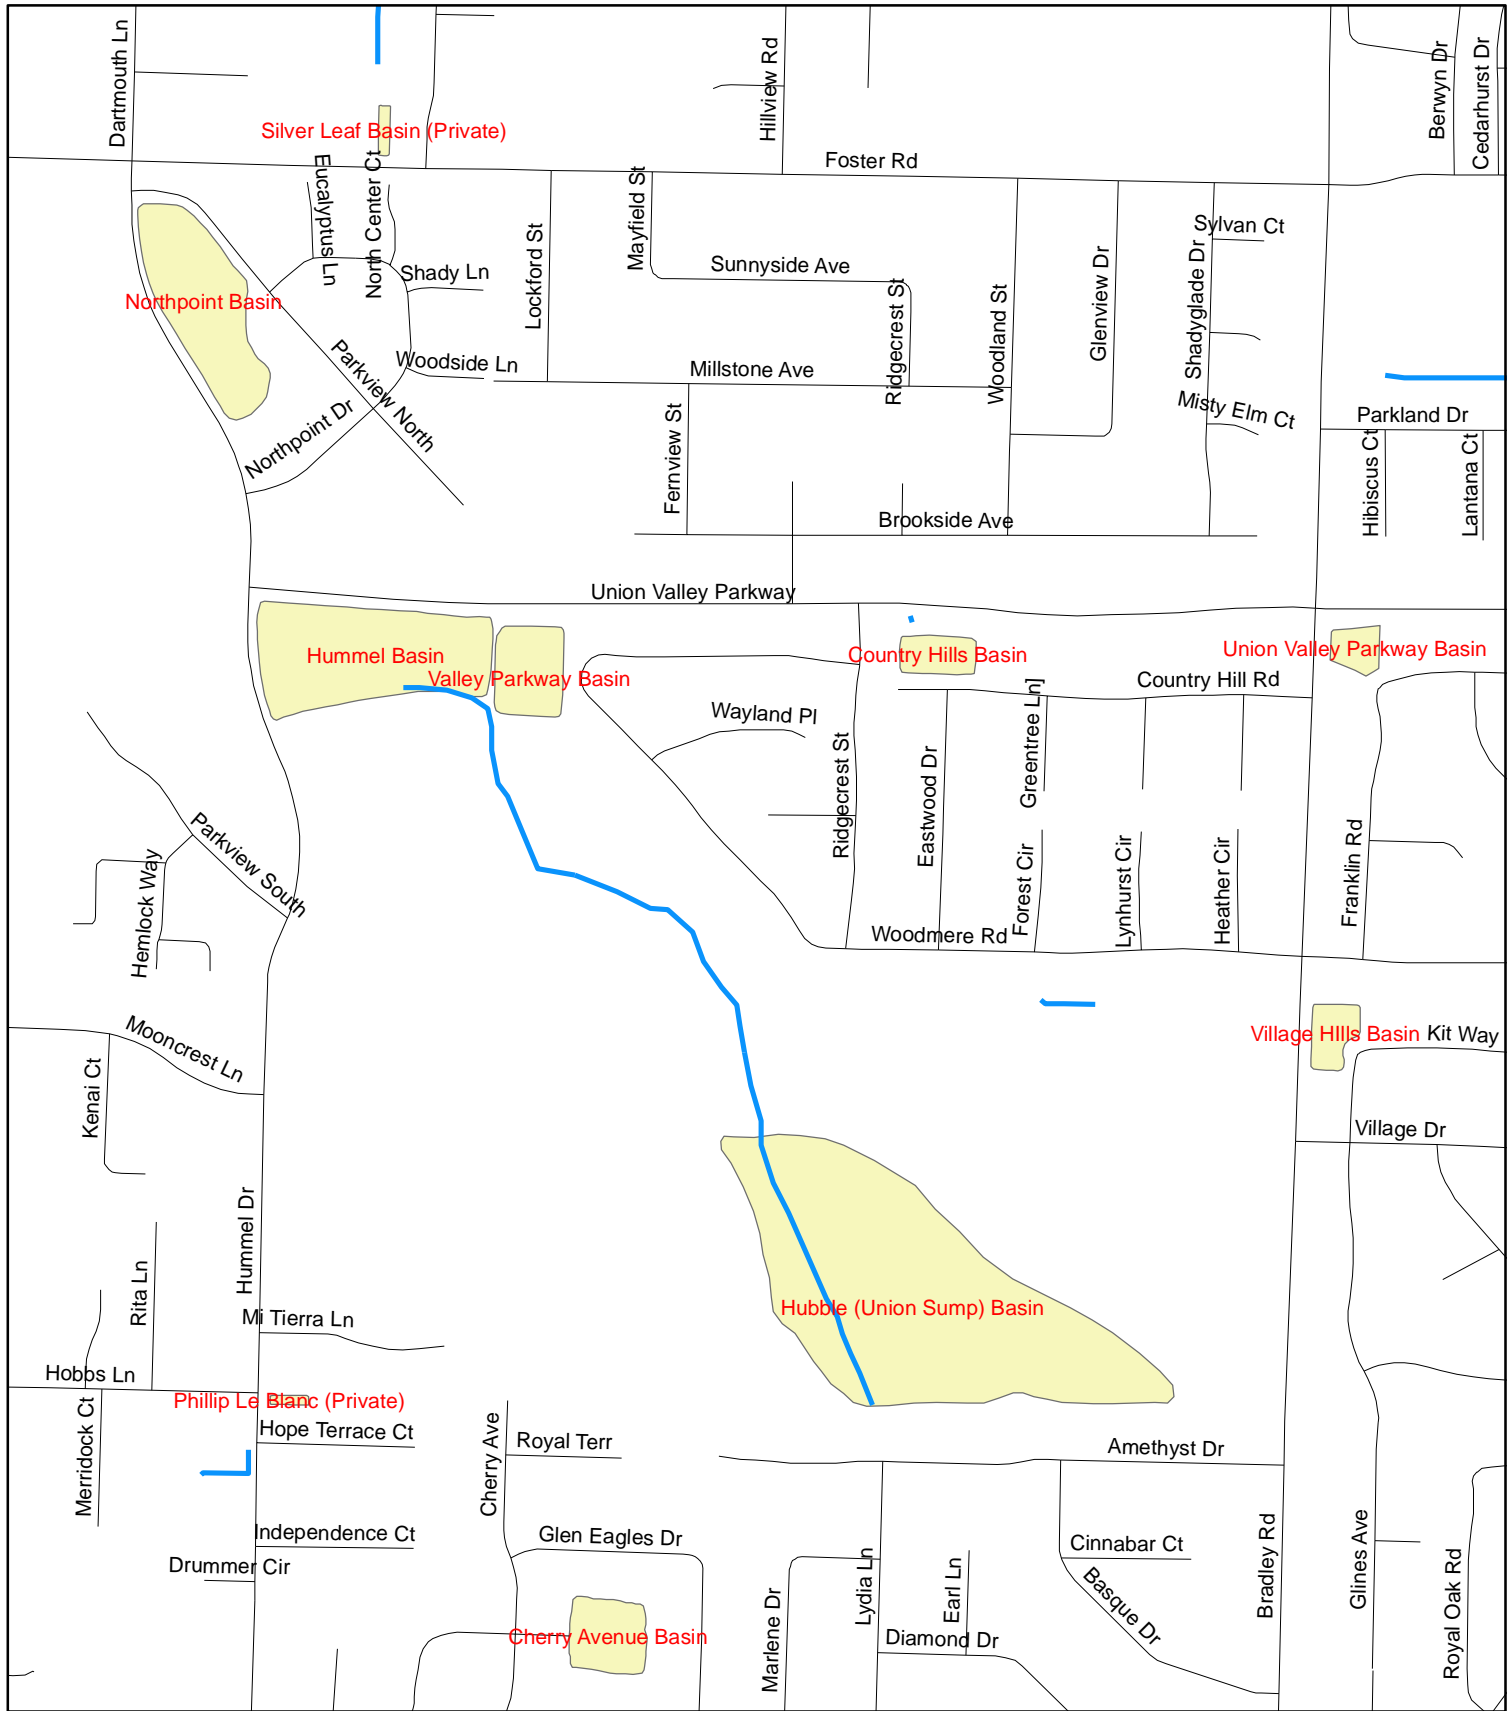 Dartmouth Ln
Hillview Rd
Berwyn Dr
Cedarhurst Dr
Silver Leaf Basin (Private)
Foster Rd
Eucalyptus Ln
North Center Ct
Mayfield St
Sylvan Ct
Lockford St
Shady Ln
Sunnyside Ave
Ridgecrest St
Woodland St
Glenview Dr
Shadyglade Dr
Northpoint Basin
Parkview North
Woodside Ln
Millstone Ave
Misty Elm Ct
Parkland Dr
Northpoint Dr
Fernview St
Hibiscus Ct
Lantana Ct
Brookside Ave
Union Valley Parkway
Hummel Basin
Valley Parkway Basin
Country Hills Basin
Union Valley Parkway Basin
Country Hill Rd
Wayland Pl
Greentree Ln]
Ridgecrest St
Eastwood Dr
Parkview South
Hemlock Way
Forest Cir
Lynhurst Cir
Heather Cir
Franklin Rd
Woodmere Rd
Mooncrest Ln
Village HIlls Basin
Kit Way
Kenai Ct
Village Dr
Hummel Dr
Rita Ln
Mi Tierra Ln
Hubble (Union Sump) Basin
Hobbs Ln
Phillip Le Blanc (Private)
Merridock Ct
Hope Terrace Ct
Cherry Ave
Royal Terr
Amethyst Dr
Independence Ct
Glen Eagles Dr
Drummer Cir
Lydia Ln
Earl Ln
Cinnabar Ct
Basque Dr
Bradley Rd
Glines Ave
Royal Oak Rd
Marlene Dr
Cherry Avenue Basin
Diamond Dr